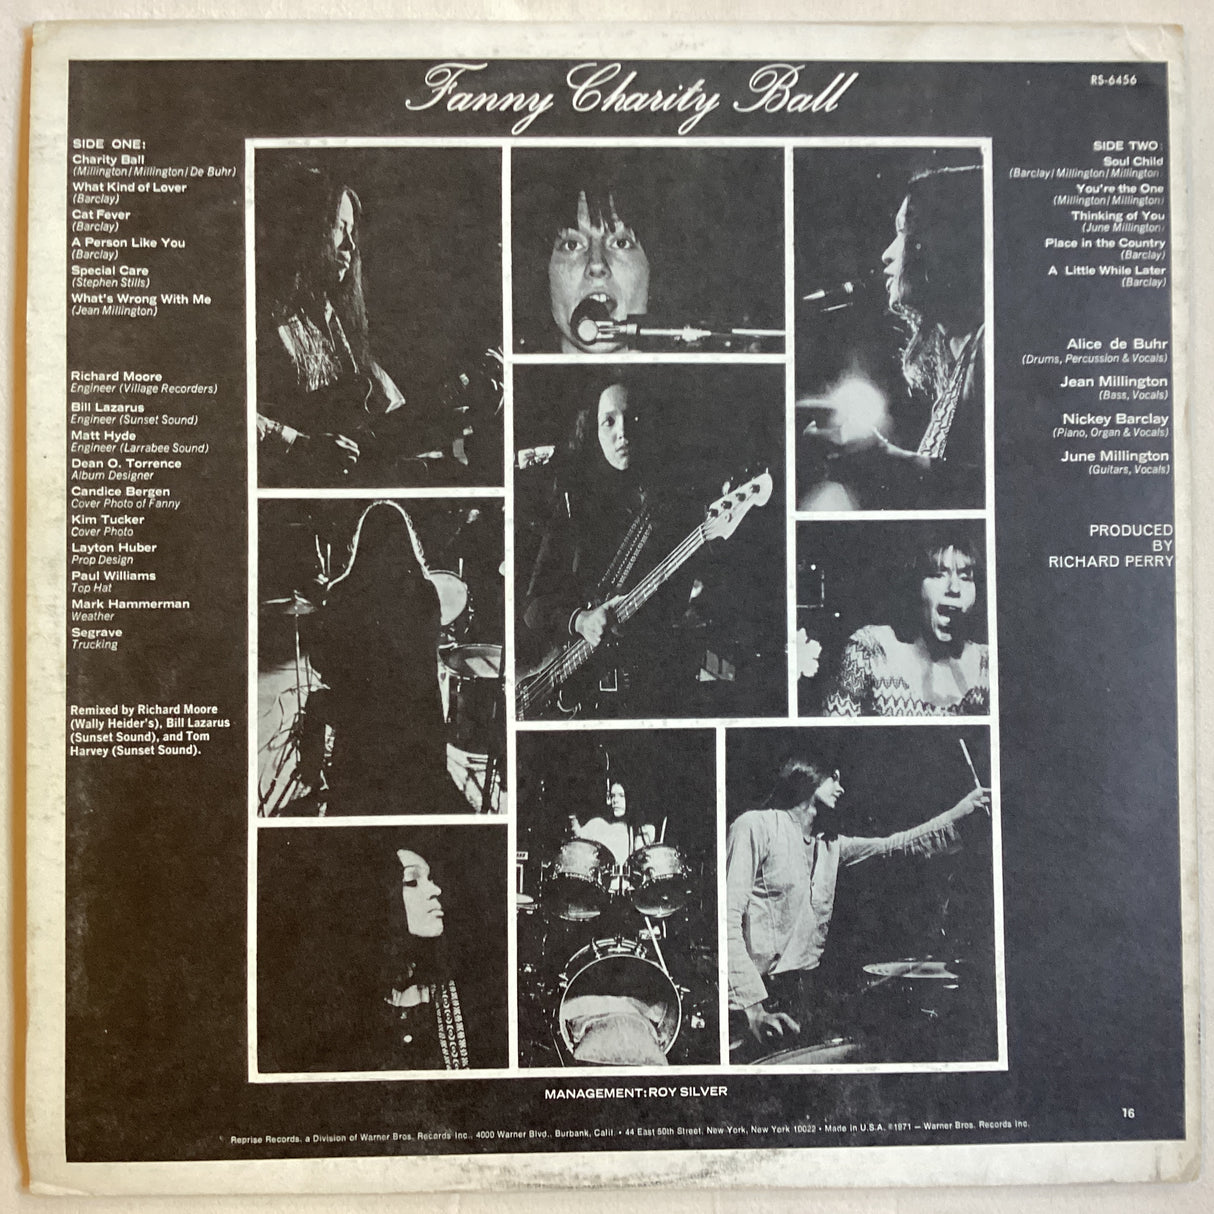 Fanny Charity Ball
RS-6456
SIDE ONE:
Charity Ball
(Millington/Millington/De Buhr)
What Kind of Lover
(Barclay)
Cat Fever
(Barclay)
A Person Like You
(Barclay)
Special Care
(Stephen Stills)
What's Wrong With Me
(Jean Millington)
Richard Moore
Engineer (Village Recorders)
Bill Lazarus
Engineer (Sunset Sound)
Matt Hyde
Engineer (Larrabee Sound)
Dean O. Torrence
Album Designer
Candice Bergen
Cover Photo of Fanny
Kim Tucker
Cover Photo
Layton Huber
Prop Design
Paul Williams
Top Hat
Mark Hammerman
Weather
Segrave
Trucking
Remixed by Richard Moore
(Wally Heider's), Bill Lazarus
(Sunset Sound), and Tom
Harvey (Sunset Sound).
SIDE TWO:
Soul Child
(Barclay/Millington/Millington)
You're the One
(Millington/Millington)
Thinking of You
(June Millington)
Place in the Country
(Barclay)
A Little While Later
(Barclay)
Alice de Buhr
(Drums, Percussion & Vocals)
Jean Millington
(Bass, Vocals)
Nickey Barclay
(Piano, Organ & Vocals)
June Millington
(Guitars, Vocals)
PRODUCED
BY
RICHARD PERRY
MANAGEMENT: ROY SILVER
16
Reprise Records, a Division of Warner Bros. Records Inc., 4000 Warner Blvd., Burbank, Calif. • 44 East 50th Street, New York, New York 10022 • Made in U.S.A. ©1971 — Warner Bros. Records Inc.